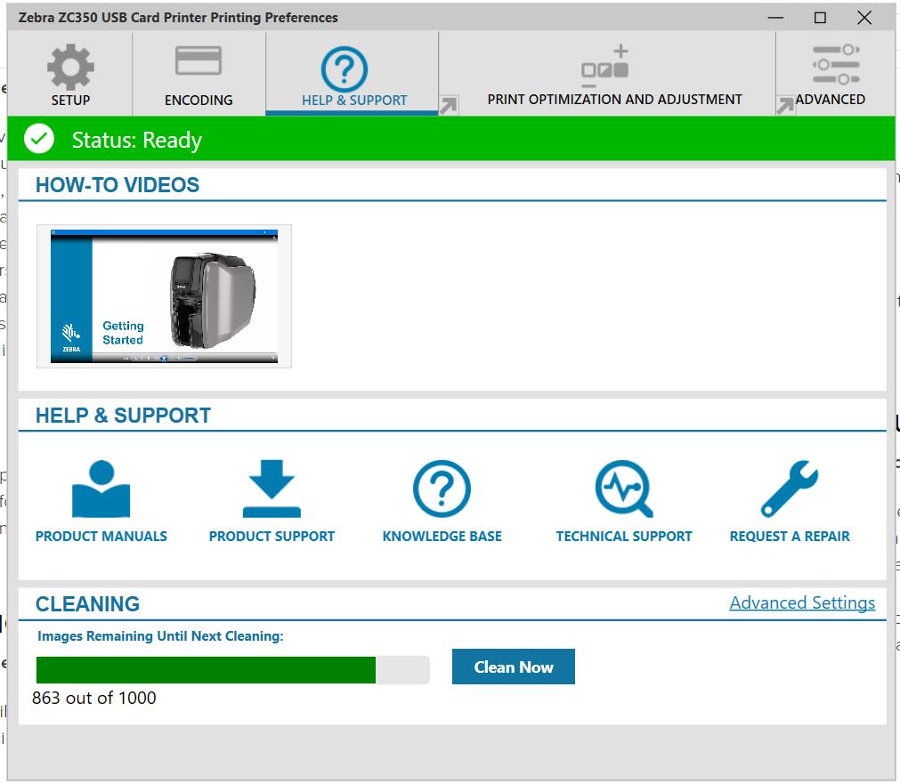 Zebra ZC350 USB Card Printer Printing Preferences
SETUP
ENCODING
HELP & SUPPORT
PRINT OPTIMIZATION AND ADJUSTMENT
ADVANCED
Status: Ready
HOW-TO VIDEOS
Getting
Started
ZEBRA
HELP & SUPPORT
PRODUCT MANUALS
PRODUCT SUPPORT
KNOWLEDGE BASE
TECHNICAL SUPPORT
REQUEST A REPAIR
CLEANING
Advanced Settings
Images Remaining Until Next Cleaning:
Clean Now
863 out of 1000